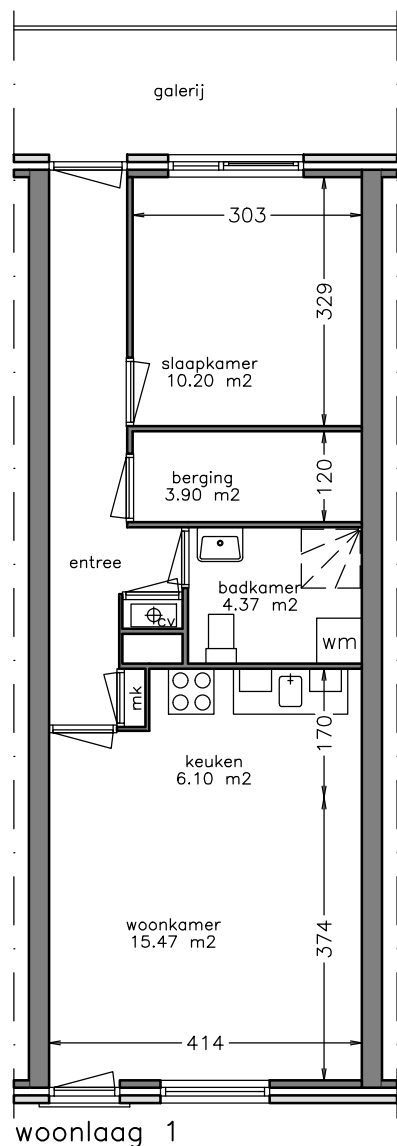 galerij
303
329
slaapkamer
10.20 m2
120
berging
3.90 m2
entree
badkamer
4.37 m2
cv
wm
mk
170
keuken
6.10 m2
woonkamer
15.47 m2
374
414
woonlaag 1